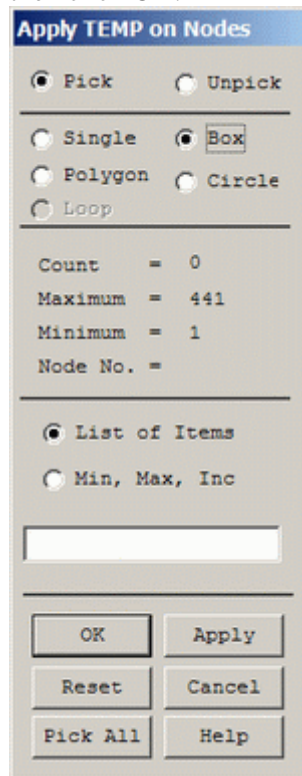 Apply TEMP on Nodes
Pick Unpick
Single Box
Polygon Circle
Loop
Count = 0
Maximum = 441
Minimum = 1
Node No. =
List of Items
Min, Max, Inc
OK Apply
Reset Cancel
Pick All Help